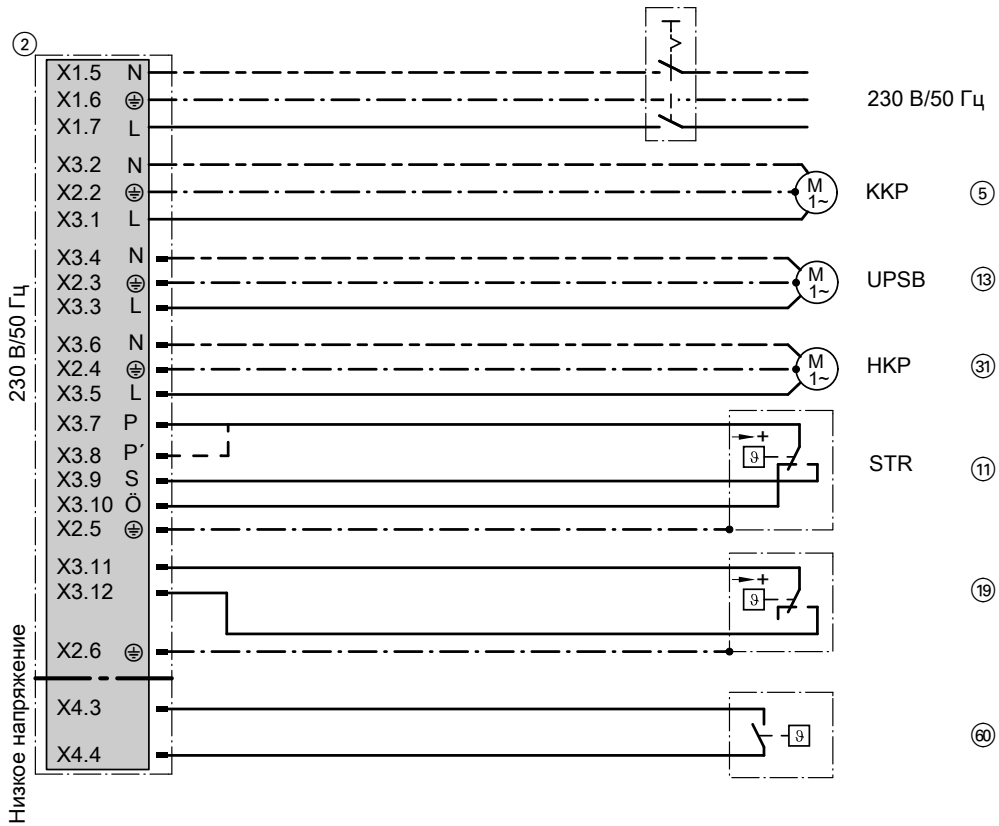 ②
X1.5 N
X1.6
X1.7 L
230 В/50 Гц
X3.2 N
X2.2
X3.1 L
M
1~
KKP ⑤
X3.4 N
X2.3
X3.3 L
M
1~
UPSB ⑬
X3.6 N
X2.4
X3.5 L
M
1~
HKP ㉛
X3.7 P
X3.8 P´
X3.9 S
X3.10 Ö
X2.5
+
ϑ
STR ⑪
X3.11
X3.12
X2.6
+
ϑ
⑲
X4.3
X4.4
ϑ
60
230 В/50 Гц
Низкое напряжение